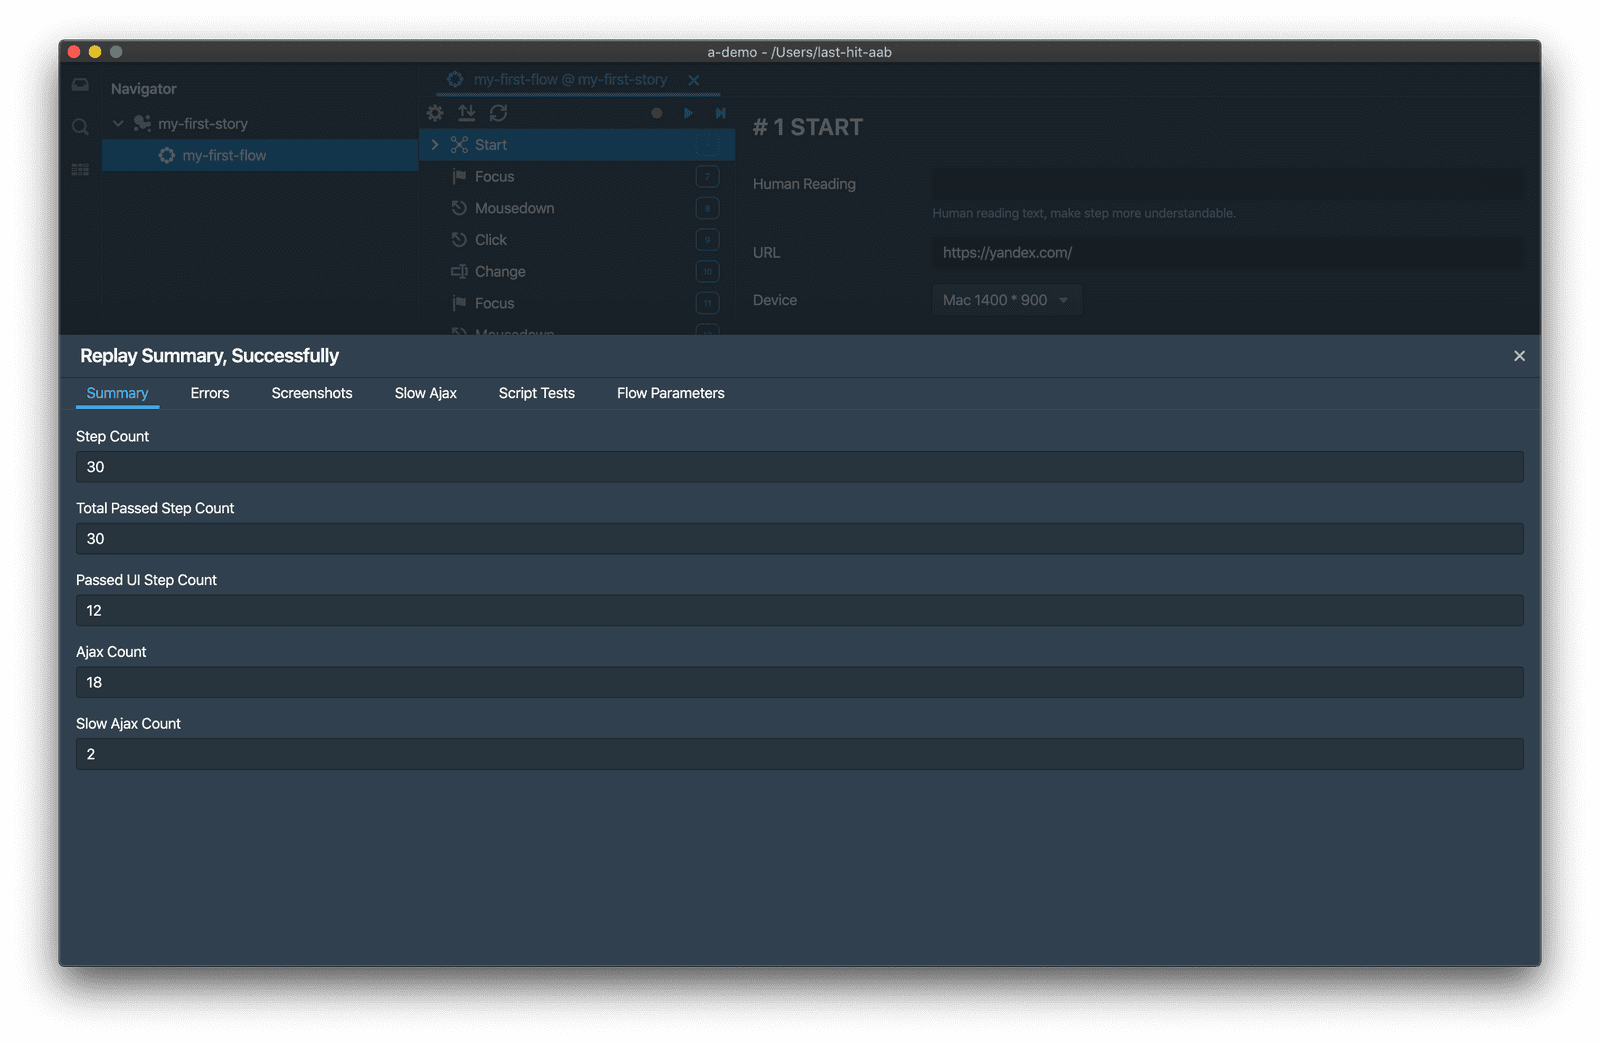 a-demo - /Users/last-hit-aab
Navigator
my-first-story
my-first-flow
my-first-flow @ my-first-story
Start
Focus 7
Mousedown 8
Click 9
Change 10
Focus 11
Mousedown
# 1 START
Human Reading
Human reading text, make step more understandable.
URL https://yandex.com/
Device Mac 1400 * 900
Replay Summary, Successfully
Summary Errors Screenshots Slow Ajax Script Tests Flow Parameters
Step Count
30
Total Passed Step Count
30
Passed UI Step Count
12
Ajax Count
18
Slow Ajax Count
2